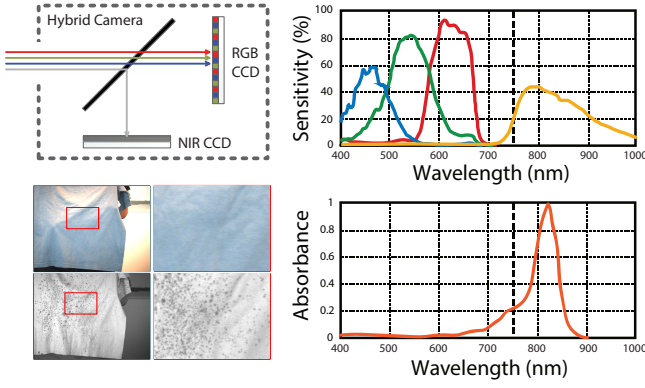 Hybrid Camera
RGB
CCD
NIR CCD
Sensitivity (%)
100
80
60
40
20
0
400 500 600 700 800 900 1000
Wavelength (nm)
Absorbance
1
0.8
0.6
0.4
0.2
0
400 500 600 700 800 900 1000
Wavelength (nm)